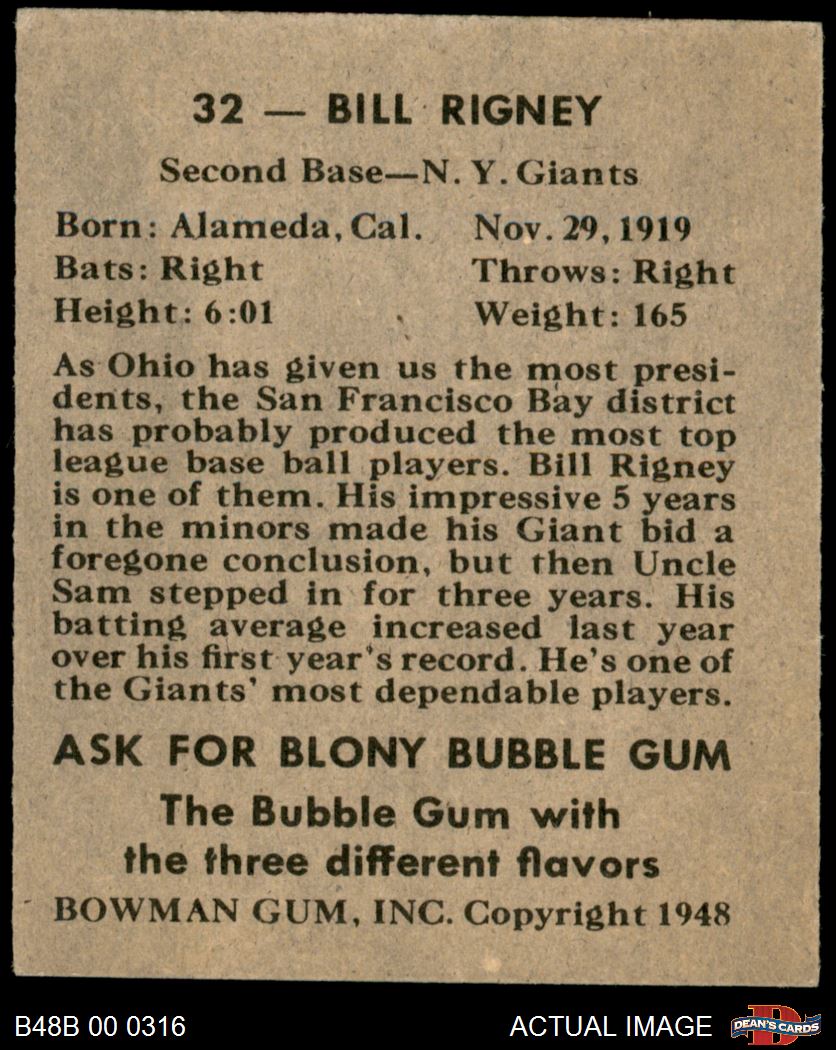 32 — BILL RIGNEY
Second Base—N. Y. Giants
Born: Alameda, Cal. Nov. 29, 1919
Bats: Right Throws: Right
Height: 6:01 Weight: 165
As Ohio has given us the most presi-
dents, the San Francisco Bay district
has probably produced the most top
league base ball players. Bill Rigney
is one of them. His impressive 5 years
in the minors made his Giant bid a
foregone conclusion, but then Uncle
Sam stepped in for three years. His
batting average increased last year
over his first year's record. He's one of
the Giants' most dependable players.
ASK FOR BLONY BUBBLE GUM
The Bubble Gum with
the three different flavors
BOWMAN GUM, INC. Copyright 1948
B48B 00 0316 ACTUAL IMAGE D DEAN'S CARDS